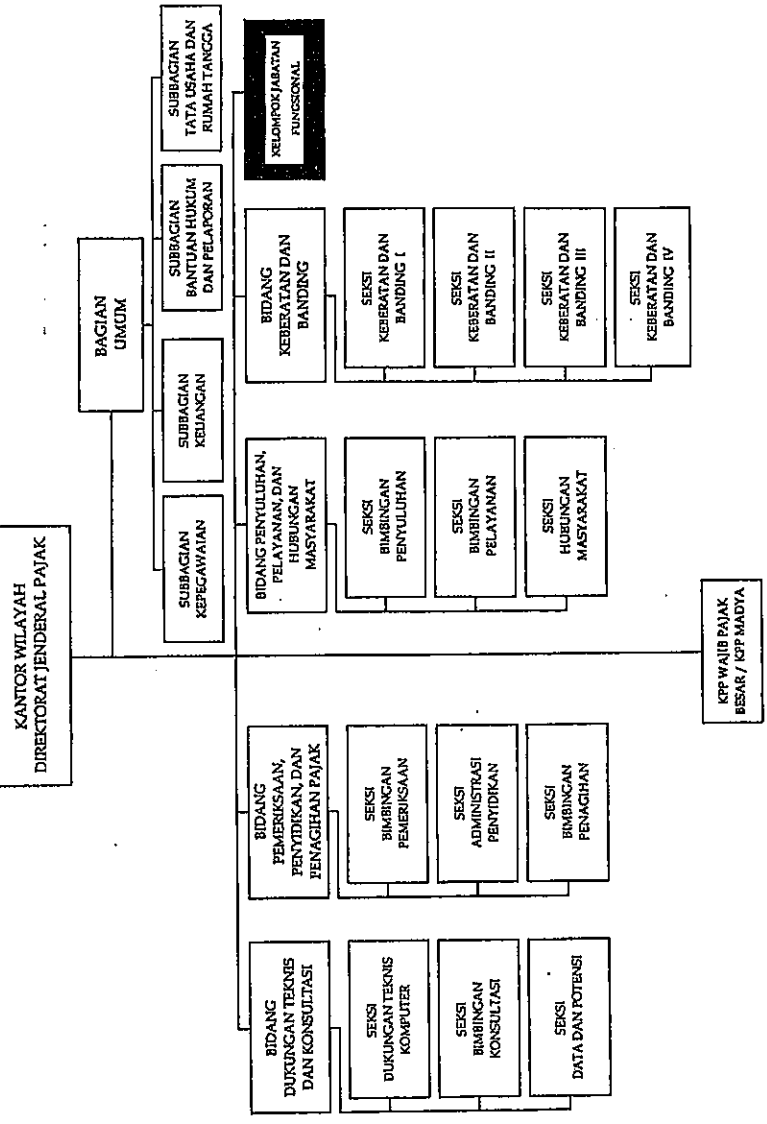 KANTOR WILAYAH
DIREKTORAT JENDERAL PAJAK
BAGIAN
UMUM
SUBBAGIAN
KEPEGAWAIAN
SUBBAGIAN
KEUANGAN
SUBBAGIAN
BANTUAN HUKUM
DAN PELAPORAN
SUBBAGIAN
TATA USAHA DAN
RUMAH TANGGA
BIDANG
DUKUNGAN TEKNIS
DAN KONSULTASI
SEKSI
DUKUNGAN TEKNIS
KOMPUTER
SEKSI
BIMBINGAN
KONSULTASI
SEKSI
DATA DAN POTENSI
BIDANG
PEMERIKSAAN,
PENYIDIKAN, DAN
PENAGIHAN PAJAK
SEKSI
BIMBINGAN
PEMERIKSAAN
SEKSI
ADMINISTRASI
PENYIDIKAN
SEKSI
BIMBINGAN
PENAGIHAN
BIDANG PENYULUHAN,
PELAYANAN, DAN
HUBUNGAN
MASYARAKAT
SEKSI
BIMBINGAN
PENYULUHAN
SEKSI
BIMBINGAN
PELAYANAN
SEKSI
HUBUNGAN
MASYARAKAT
BIDANG
KEBERATAN DAN
BANDING
SEKSI
KEBERATAN DAN
BANDING I
SEKSI
KEBERATAN DAN
BANDING II
SEKSI
KEBERATAN DAN
BANDING III
SEKSI
KEBERATAN DAN
BANDING IV
KELOMPOK JABATAN
FUNGSIONAL
KPP WAJIB PAJAK
BESAR / KPP MADYA